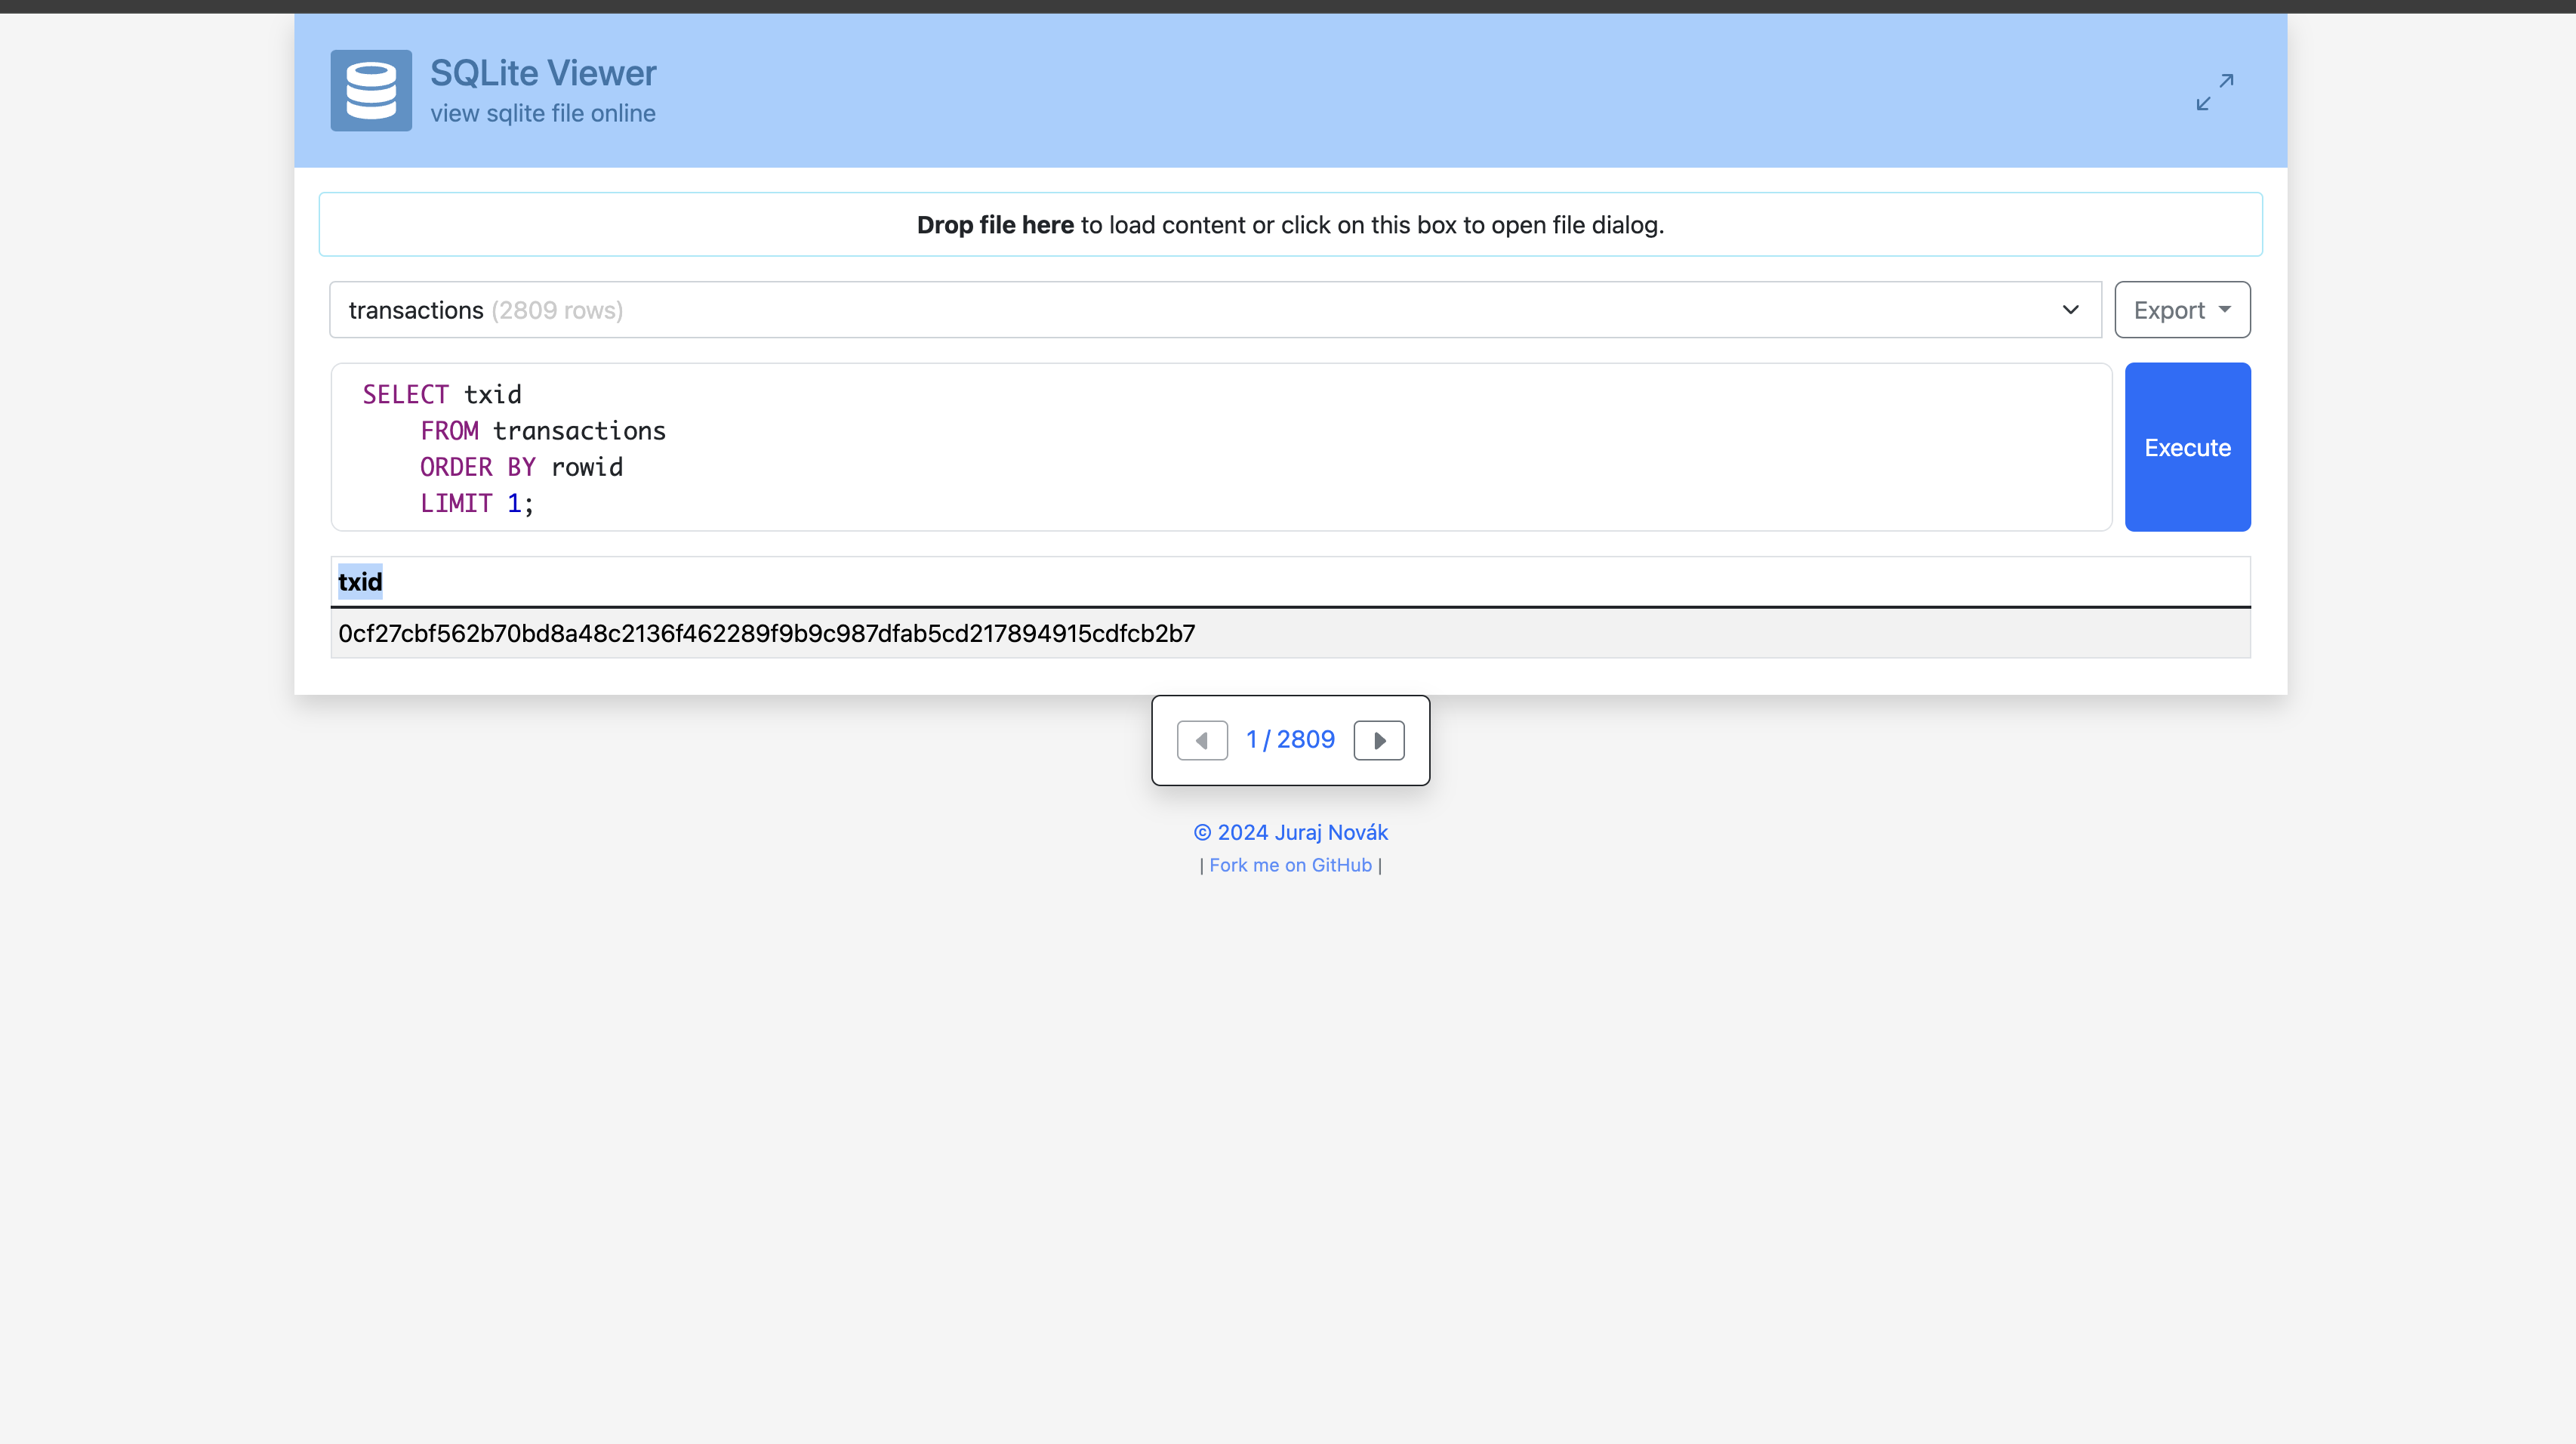 SQLite Viewer
view sqlite file online
Drop file here to load content or click on this box to open file dialog.
transactions (2809 rows)
Export
SELECT txid
FROM transactions
ORDER BY rowid
LIMIT 1;
Execute
txid
0cf27cbf562b70bd8a48c2136f462289f9b9c987dfab5cd217894915cdfcb2b7
1 / 2809
© 2024 Juraj Novák
| Fork me on GitHub |